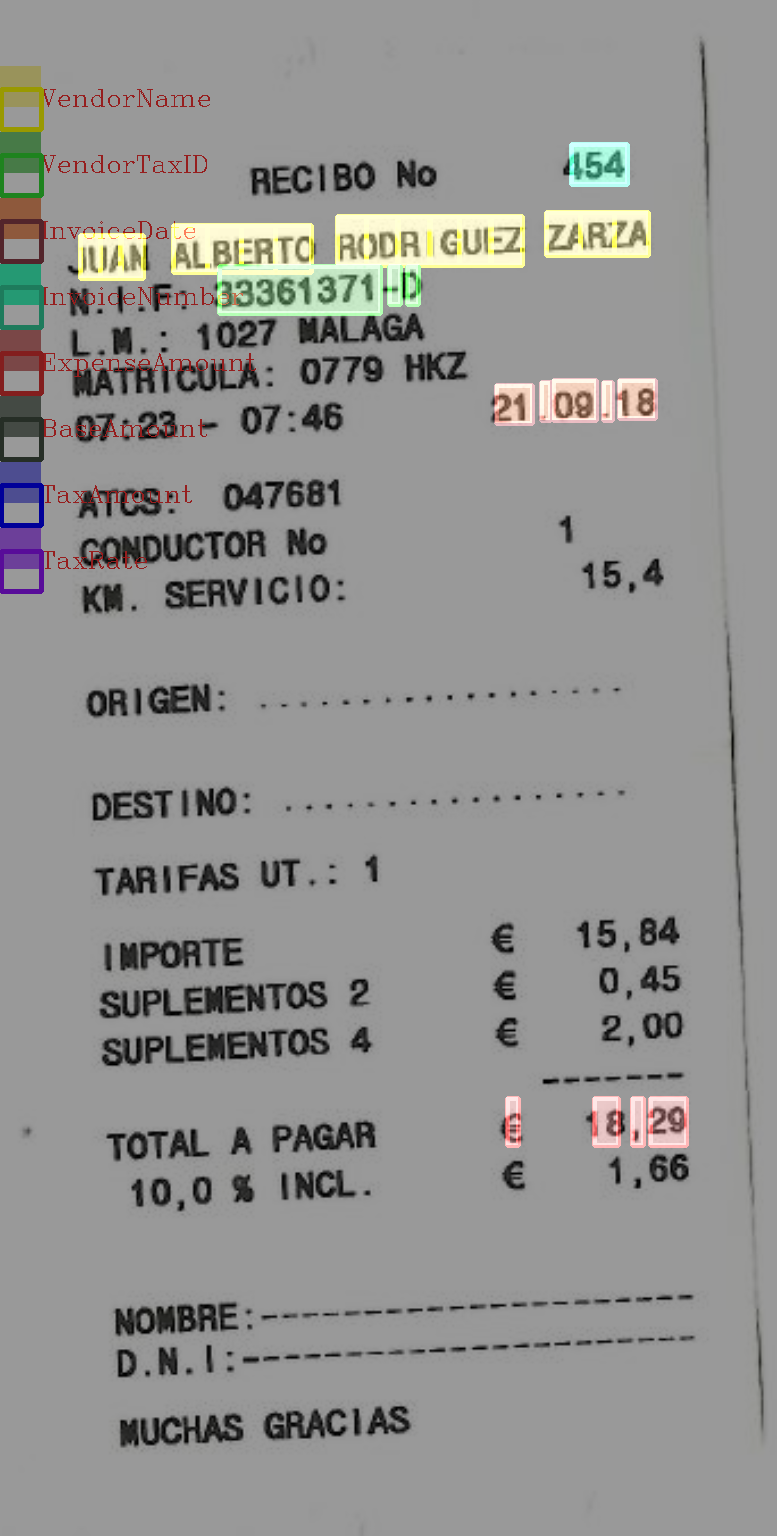 VendorName
VendorTaxID
InvoiceDate
InvoiceNumber
ExpenseAmount
BaseAmount
TaxAmount
TaxRate
RECIBO No 454
JUAN ALBERTO RODRIGUEZ ZARZA
N.I.F: 33361371-D
L.M.: 1027 MALAGA
MATRICULA: 0779 HKZ
07:23 - 07:46 21.09.18
ATCS: 047681
CONDUCTOR No 1
KM. SERVICIO: 15,4
ORIGEN: ..................
DESTINO: .................
TARIFAS UT.: 1
IMPORTE € 15,84
SUPLEMENTOS 2 € 0,45
SUPLEMENTOS 4 € 2,00
-------
TOTAL A PAGAR € 18,29
10,0 % INCL. € 1,66
NOMBRE:----------------------
D.N.I:-----------------------
MUCHAS GRACIAS